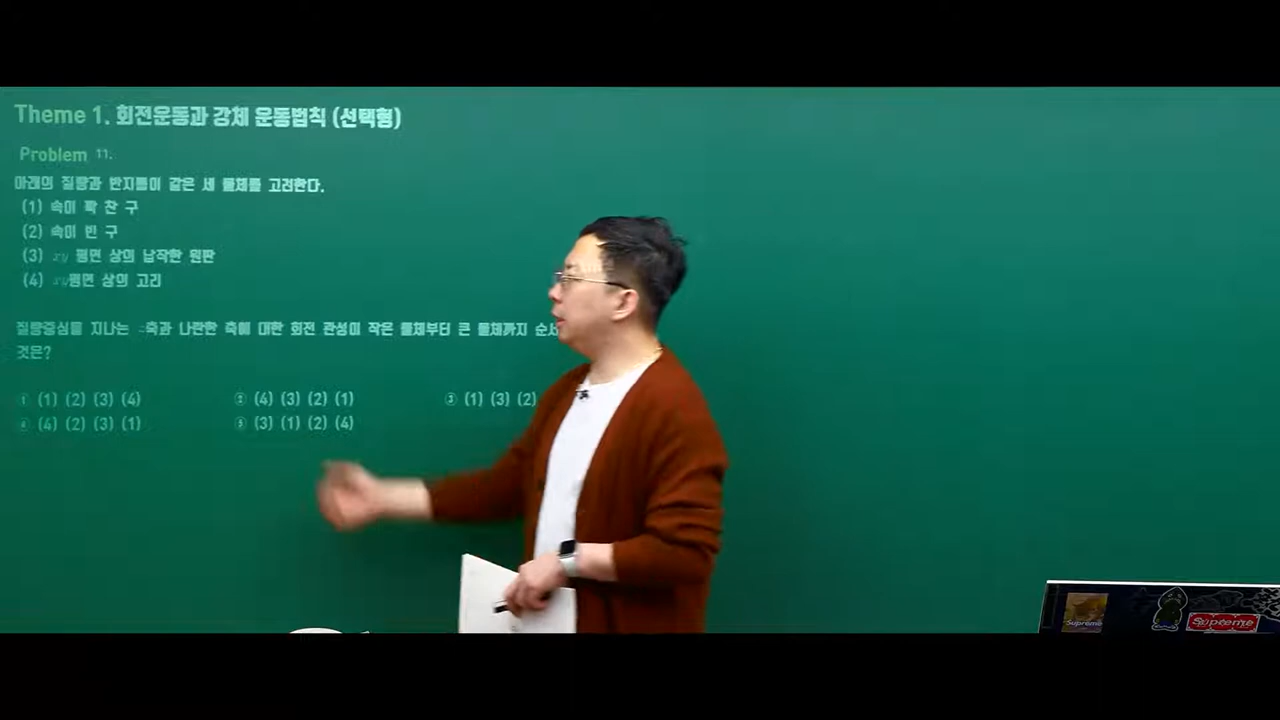 Theme 1. 회전운동과 강체 운동법칙 (선택형)
Problem 11.
아래의 질량과 반지름이 같은 세 물체를 고려한다.
(1) 속이 꽉 찬 구
(2) 속이 빈 구
(3) xy 평면 상의 납작한 원판
(4) xy평면 상의 고리
질량중심을 지나는 z축과 나란한 축에 대한 회전 관성이 작은 물체부터 큰 물체까지 순서
것은?
① (1) (2) (3) (4) ② (4) (3) (2) (1) ③ (1) (3) (2)
④ (4) (2) (3) (1) ⑤ (3) (1) (2) (4)
Supreme
Supreme